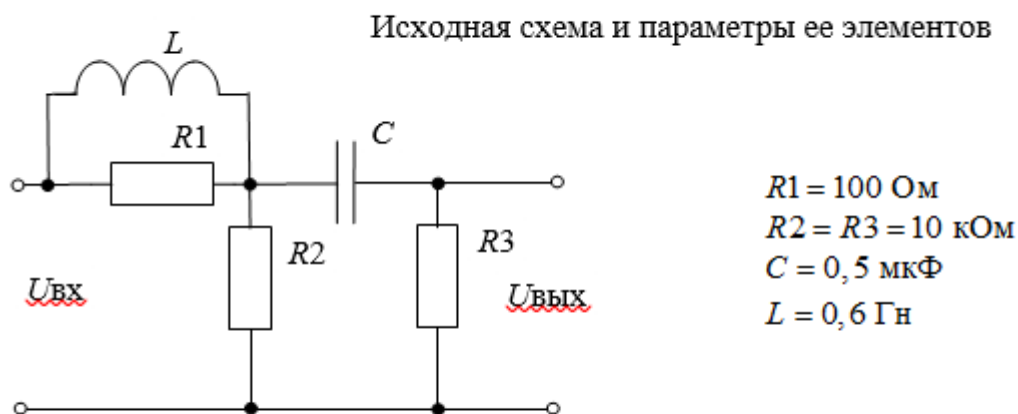 Исходная схема и параметры ее элементов
L
R1
C
R2
R3
Uвх
Uвых
R1 = 100 Ом
R2 = R3 = 10 кОм
C = 0,5 мкФ
L = 0,6 Гн